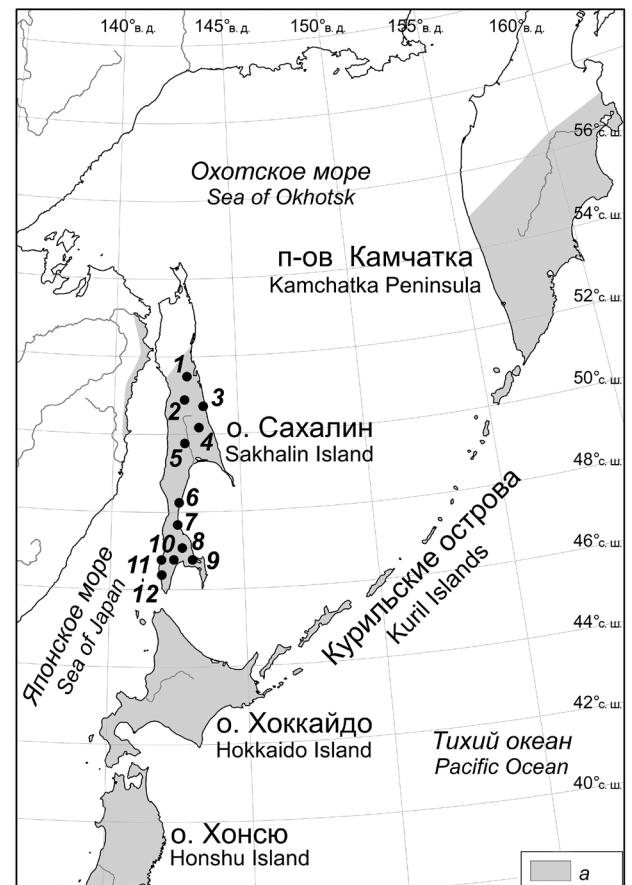 140° в. д. 145° в. д. 150° в. д. 155° в. д. 160° в. д.
56° с. ш.
Охотское море
Sea of Okhotsk
54° с. ш.
п-ов Камчатка
Kamchatka Peninsula
52° с. ш.
1
50° с. ш.
2
3
о. Сахалин
Sakhalin Island
4
5
48° с. ш.
6
7
46° с. ш.
10 8
11 9
12
Японское море
Sea of Japan
Курильские острова
Kuril Islands
44° с. ш.
42° с. ш.
о. Хоккайдо
Hokkaido Island
Тихий океан
Pacific Ocean
40° с. ш.
о. Хонсю
Honshu Island
а